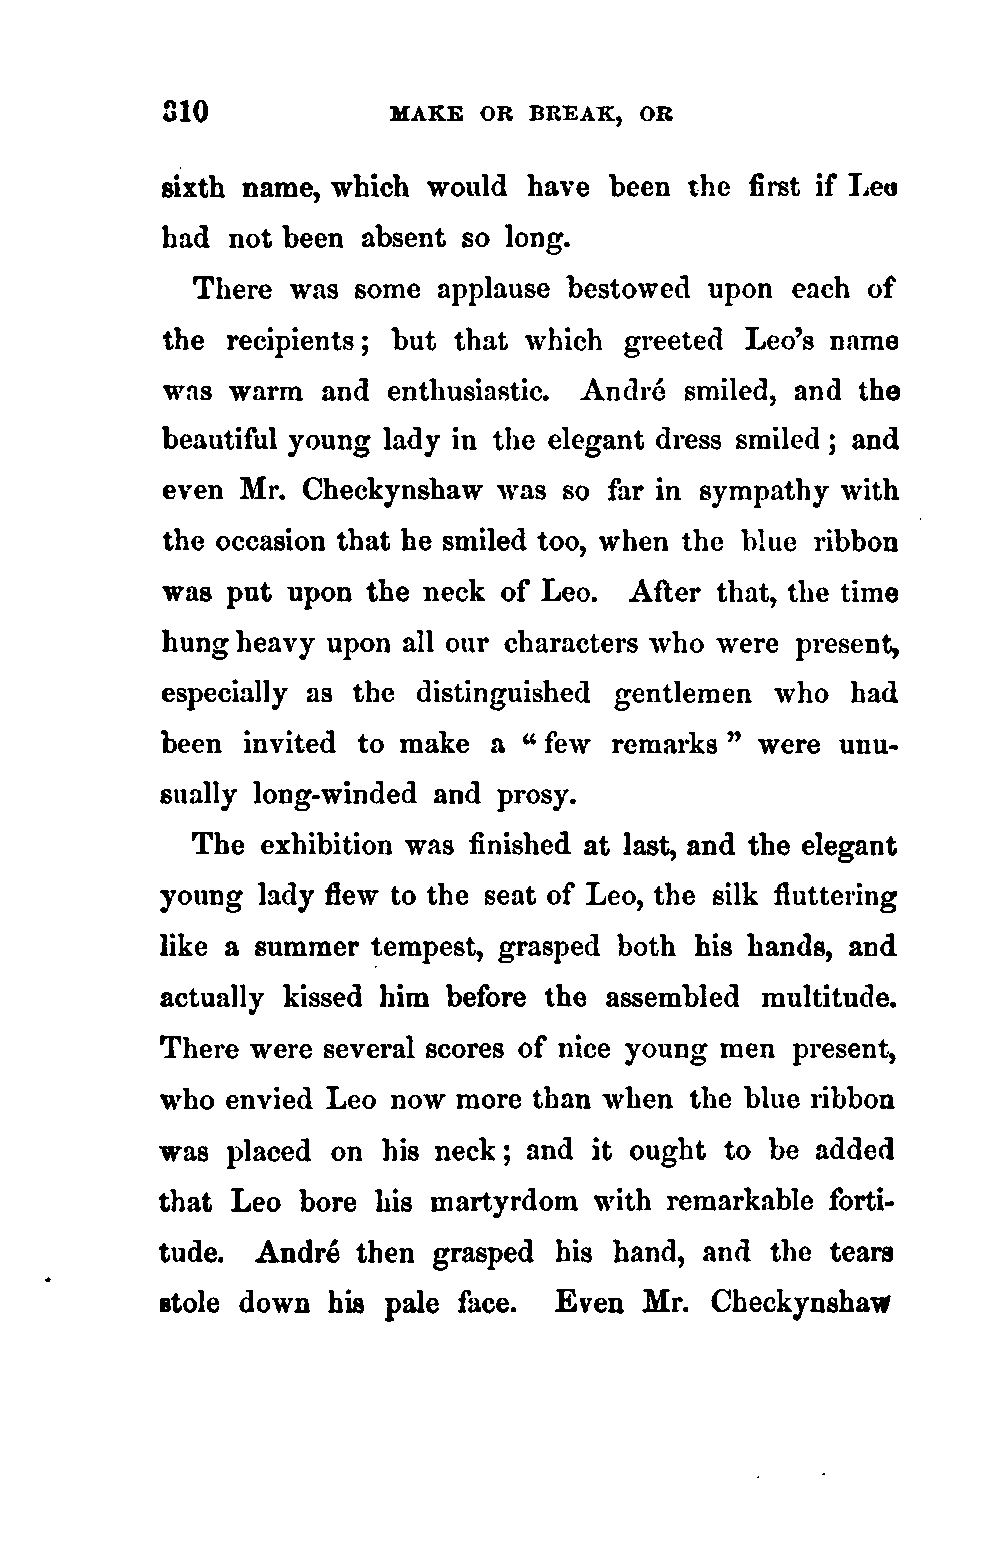 310 MAKE OR BREAK, OR
sixth name, which would have been the first if Leo
had not been absent so long.
There was some applause bestowed upon each of
the recipients; but that which greeted Leo's name
was warm and enthusiastic. André smiled, and the
beautiful young lady in the elegant dress smiled; and
even Mr. Checkynshaw was so far in sympathy with
the occasion that he smiled too, when the blue ribbon
was put upon the neck of Leo. After that, the time
hung heavy upon all our characters who were present,
especially as the distinguished gentlemen who had
been invited to make a “few remarks” were unu-
sually long-winded and prosy.
The exhibition was finished at last, and the elegant
young lady flew to the seat of Leo, the silk fluttering
like a summer tempest, grasped both his hands, and
actually kissed him before the assembled multitude.
There were several scores of nice young men present,
who envied Leo now more than when the blue ribbon
was placed on his neck; and it ought to be added
that Leo bore his martyrdom with remarkable forti-
tude. André then grasped his hand, and the tears
stole down his pale face. Even Mr. Checkynshaw